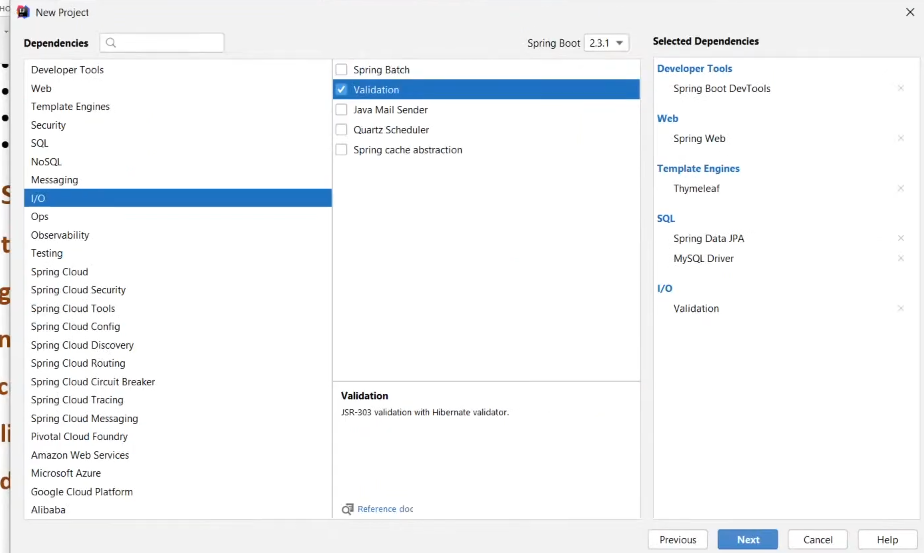 HO
New Project
Dependencies
Spring Boot 2.3.1
Selected Dependencies
Developer Tools
Web
Template Engines
Security
SQL
NoSQL
Messaging
I/O
Ops
Observability
Testing
Spring Cloud
Spring Cloud Security
Spring Cloud Tools
Spring Cloud Config
Spring Cloud Discovery
Spring Cloud Routing
Spring Cloud Circuit Breaker
Spring Cloud Tracing
Spring Cloud Messaging
Pivotal Cloud Foundry
Amazon Web Services
Microsoft Azure
Google Cloud Platform
Alibaba
Spring Batch
Validation
Java Mail Sender
Quartz Scheduler
Spring cache abstraction
Validation
JSR-303 validation with Hibernate validator.
Reference doc
Developer Tools
Spring Boot DevTools
Web
Spring Web
Template Engines
Thymeleaf
SQL
Spring Data JPA
MySQL Driver
I/O
Validation
Previous
Next
Cancel
Help